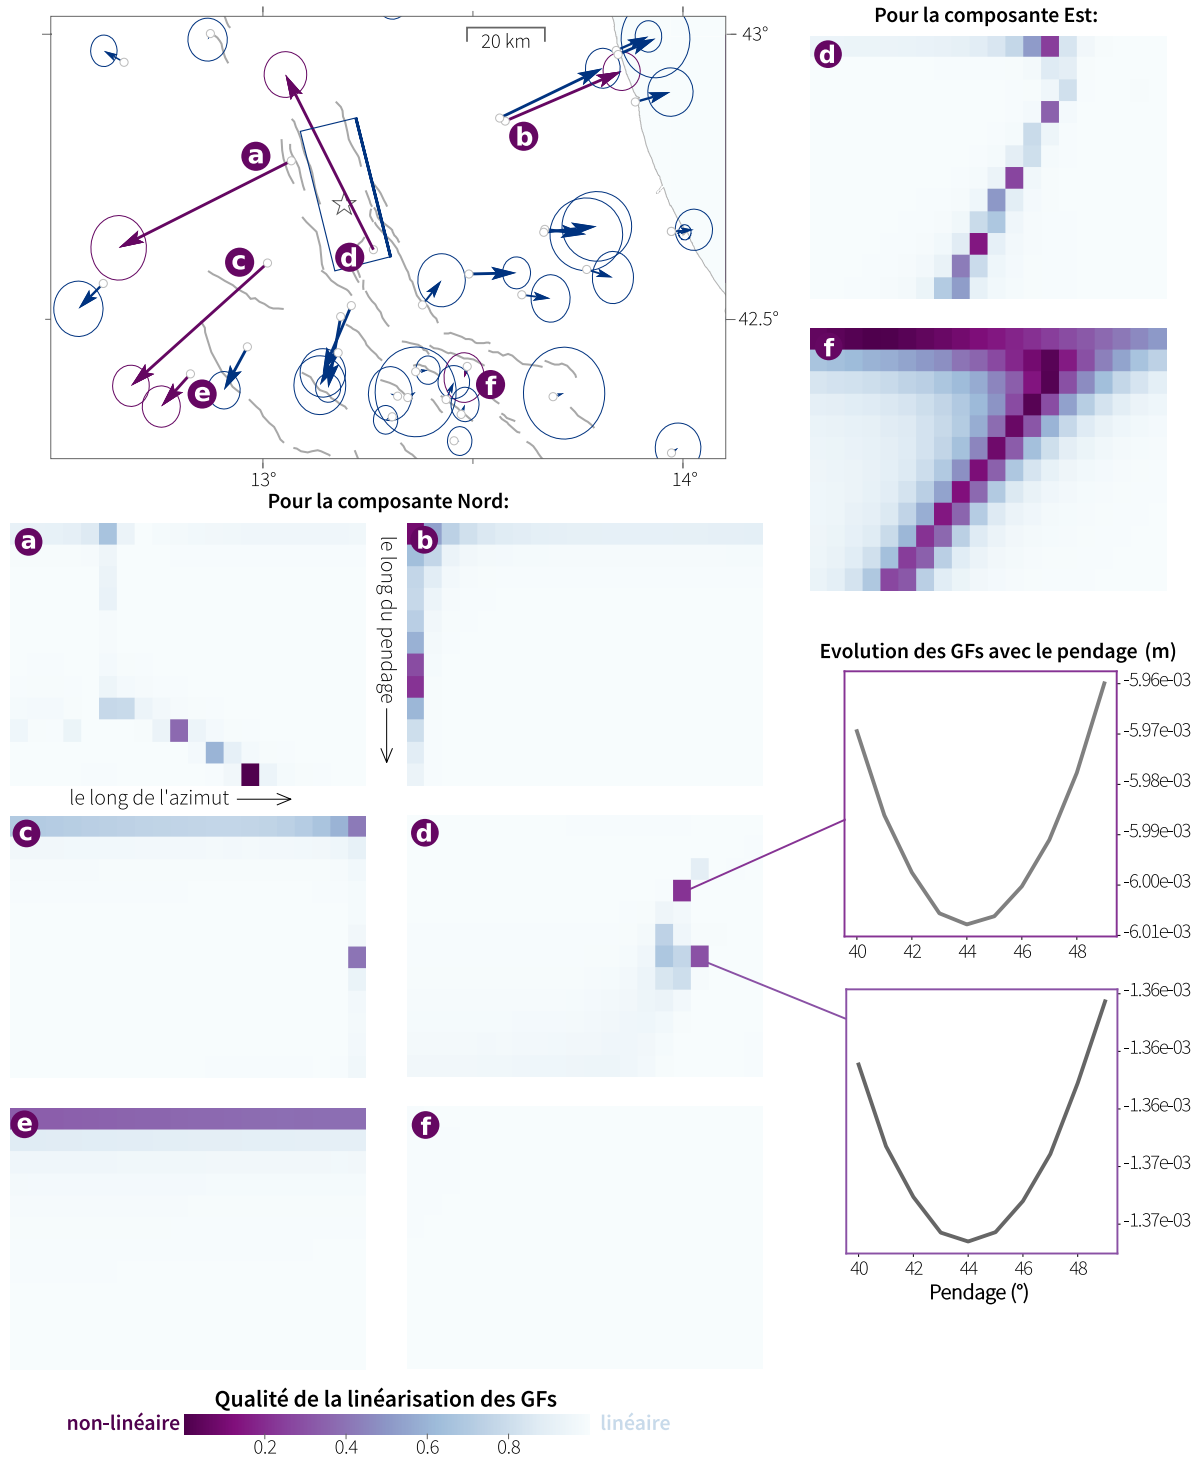 Pour la composante Est:
43°
20 km
d
b
a
c
d
42.5°
e
f
13°
14°
f
Pour la composante Nord:
a
b
le long du pendage
le long de l'azimut
Evolution des GFs avec le pendage (m)
-5.96e-03
-5.97e-03
-5.98e-03
-5.99e-03
-6.00e-03
-6.01e-03
40 42 44 46 48
c
d
-1.36e-03
-1.36e-03
-1.36e-03
-1.37e-03
-1.37e-03
40 42 44 46 48
Pendage (°)
e
f
Qualité de la linéarisation des GFs
non-linéaire
linéaire
0.2 0.4 0.6 0.8